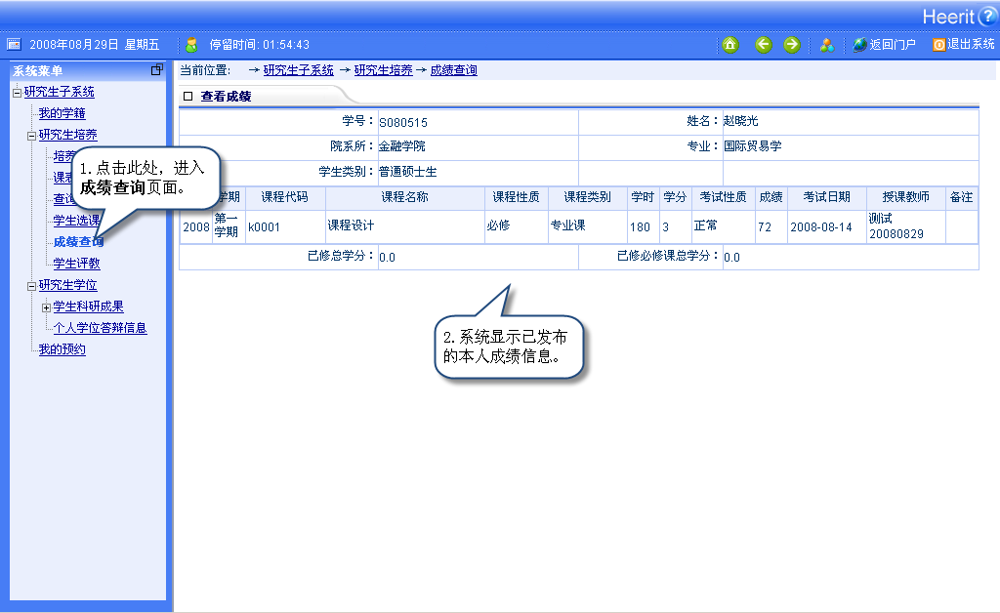 Heerit ?
2008年08月29日 星期五 停留时间: 01:54:43 返回门户 退出系统
系统菜单
当前位置: → 研究生子系统 → 研究生培养 → 成绩查询
研究生子系统
我的学籍
研究生培养
培养
课表
查询
学生选课
成绩查询
学生评教
研究生学位
学生科研成果
个人学位答辩信息
我的预约
1.点击此处，进入
成绩查询页面。
查看成绩
学号： S080515 姓名： 赵晓光
院系所： 金融学院 专业： 国际贸易学
学生类别： 普通硕士生
学期 课程代码 课程名称 课程性质 课程类别 学时 学分 考试性质 成绩 考试日期 授课教师 备注
2008 第一学期 k0001 课程设计 必修 专业课 180 3 正常 72 2008-08-14 测试20080829
已修总学分： 0.0 已修必修课总学分： 0.0
2.系统显示已发布
的本人成绩信息。